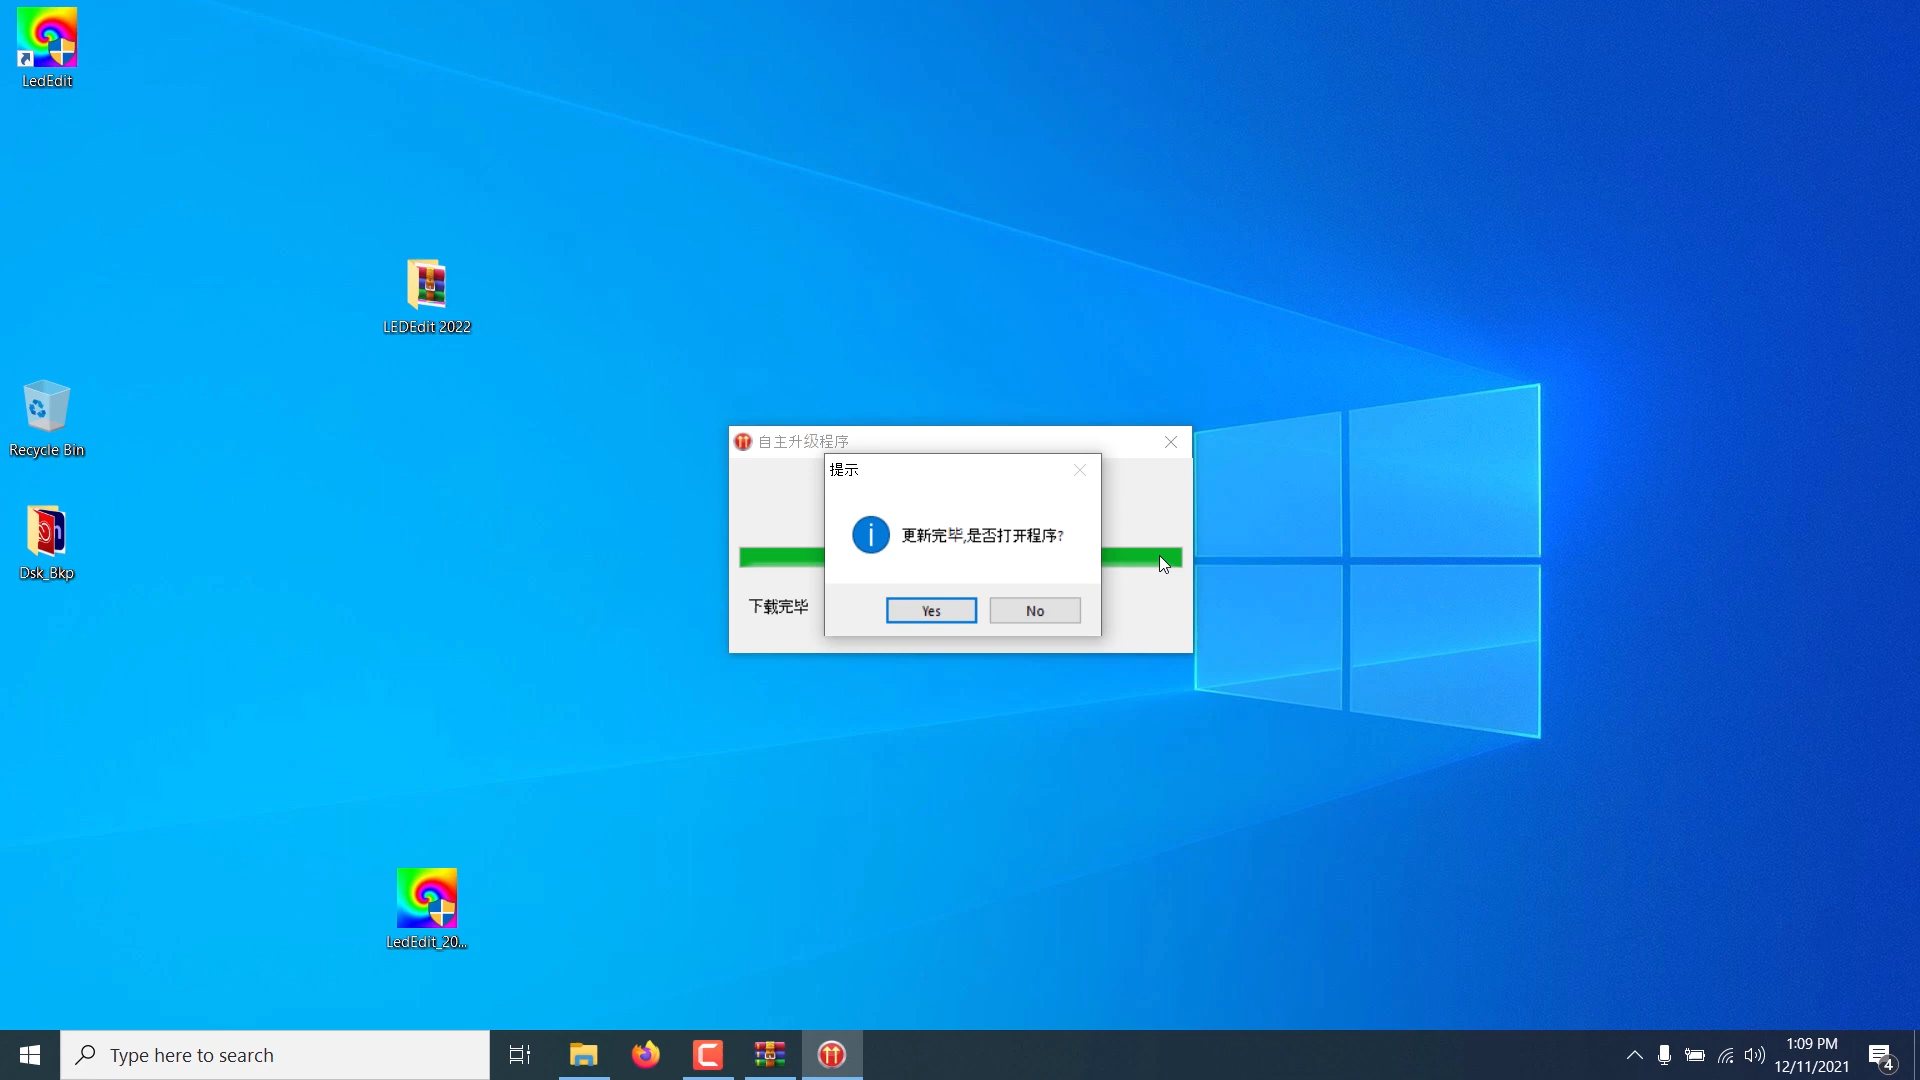 LedEdit
LEDEdit 2022
Recycle Bin
Dsk_Bkp
自主升级程序
提示
更新完毕,是否打开程序?
下载完毕
Yes
No
LedEdit_20...
Type here to search
1:09 PM
12/11/2021
4